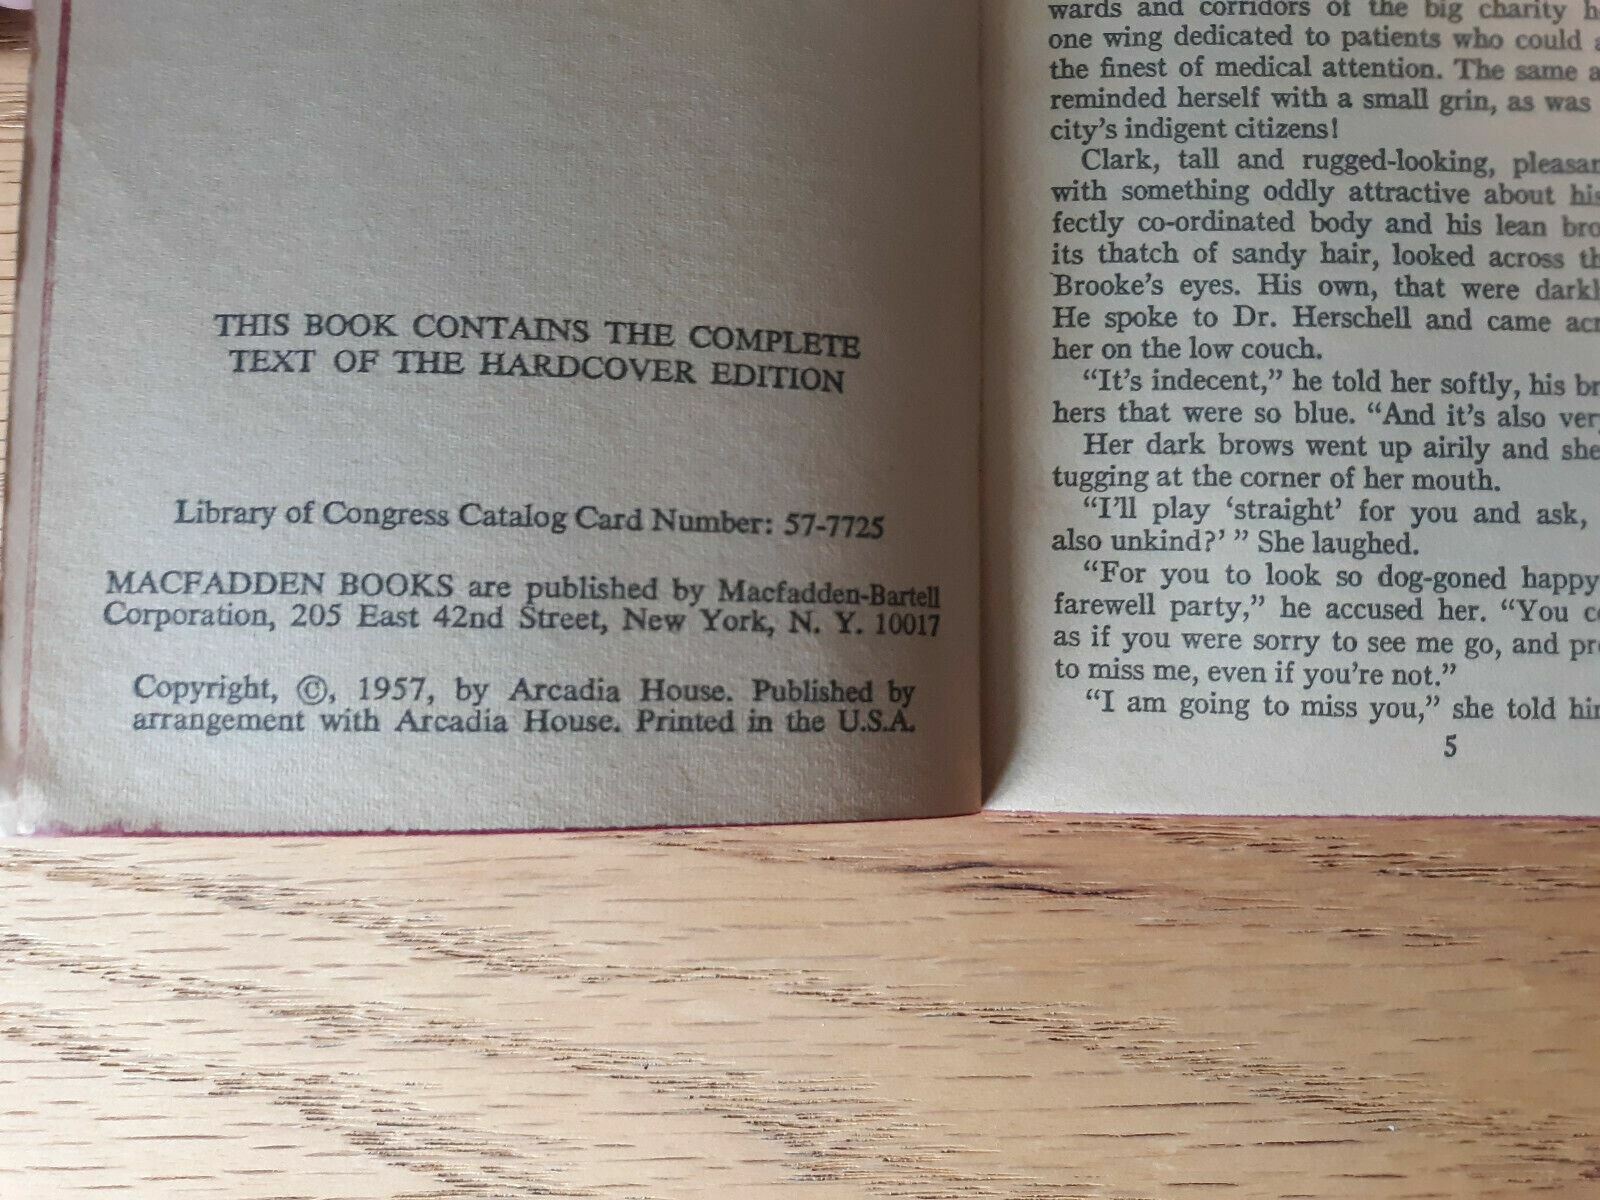 THIS BOOK CONTAINS THE COMPLETE
TEXT OF THE HARDCOVER EDITION
Library of Congress Catalog Card Number: 57-7725
MACFADDEN BOOKS are published by Macfadden-Bartell
Corporation, 205 East 42nd Street, New York, N. Y. 10017
Copyright, ©, 1957, by Arcadia House. Published by
arrangement with Arcadia House. Printed in the U.S.A.
wards and corridors of the big charity
one wing dedicated to patients who could
the finest of medical attention. The same
reminded herself with a small grin, as was
city's indigent citizens!
Clark, tall and rugged-looking,
with something oddly attractive about
fectly co-ordinated body and his lean
its thatch of sandy hair, looked across
Brooke's eyes. His own, that were
He spoke to Dr. Herschell and came
her on the low couch.
"It's indecent," he told her softly, his
hers that were so blue. "And it's also
Her dark brows went up airily and she
tugging at the corner of her mouth.
"I'll play 'straight' for you and ask,
also unkind?' " She laughed.
"For you to look so dog-goned happy
farewell party," he accused her. "You
as if you were sorry to see me go, and
to miss me, even if you're not."
"I am going to miss you," she told
5